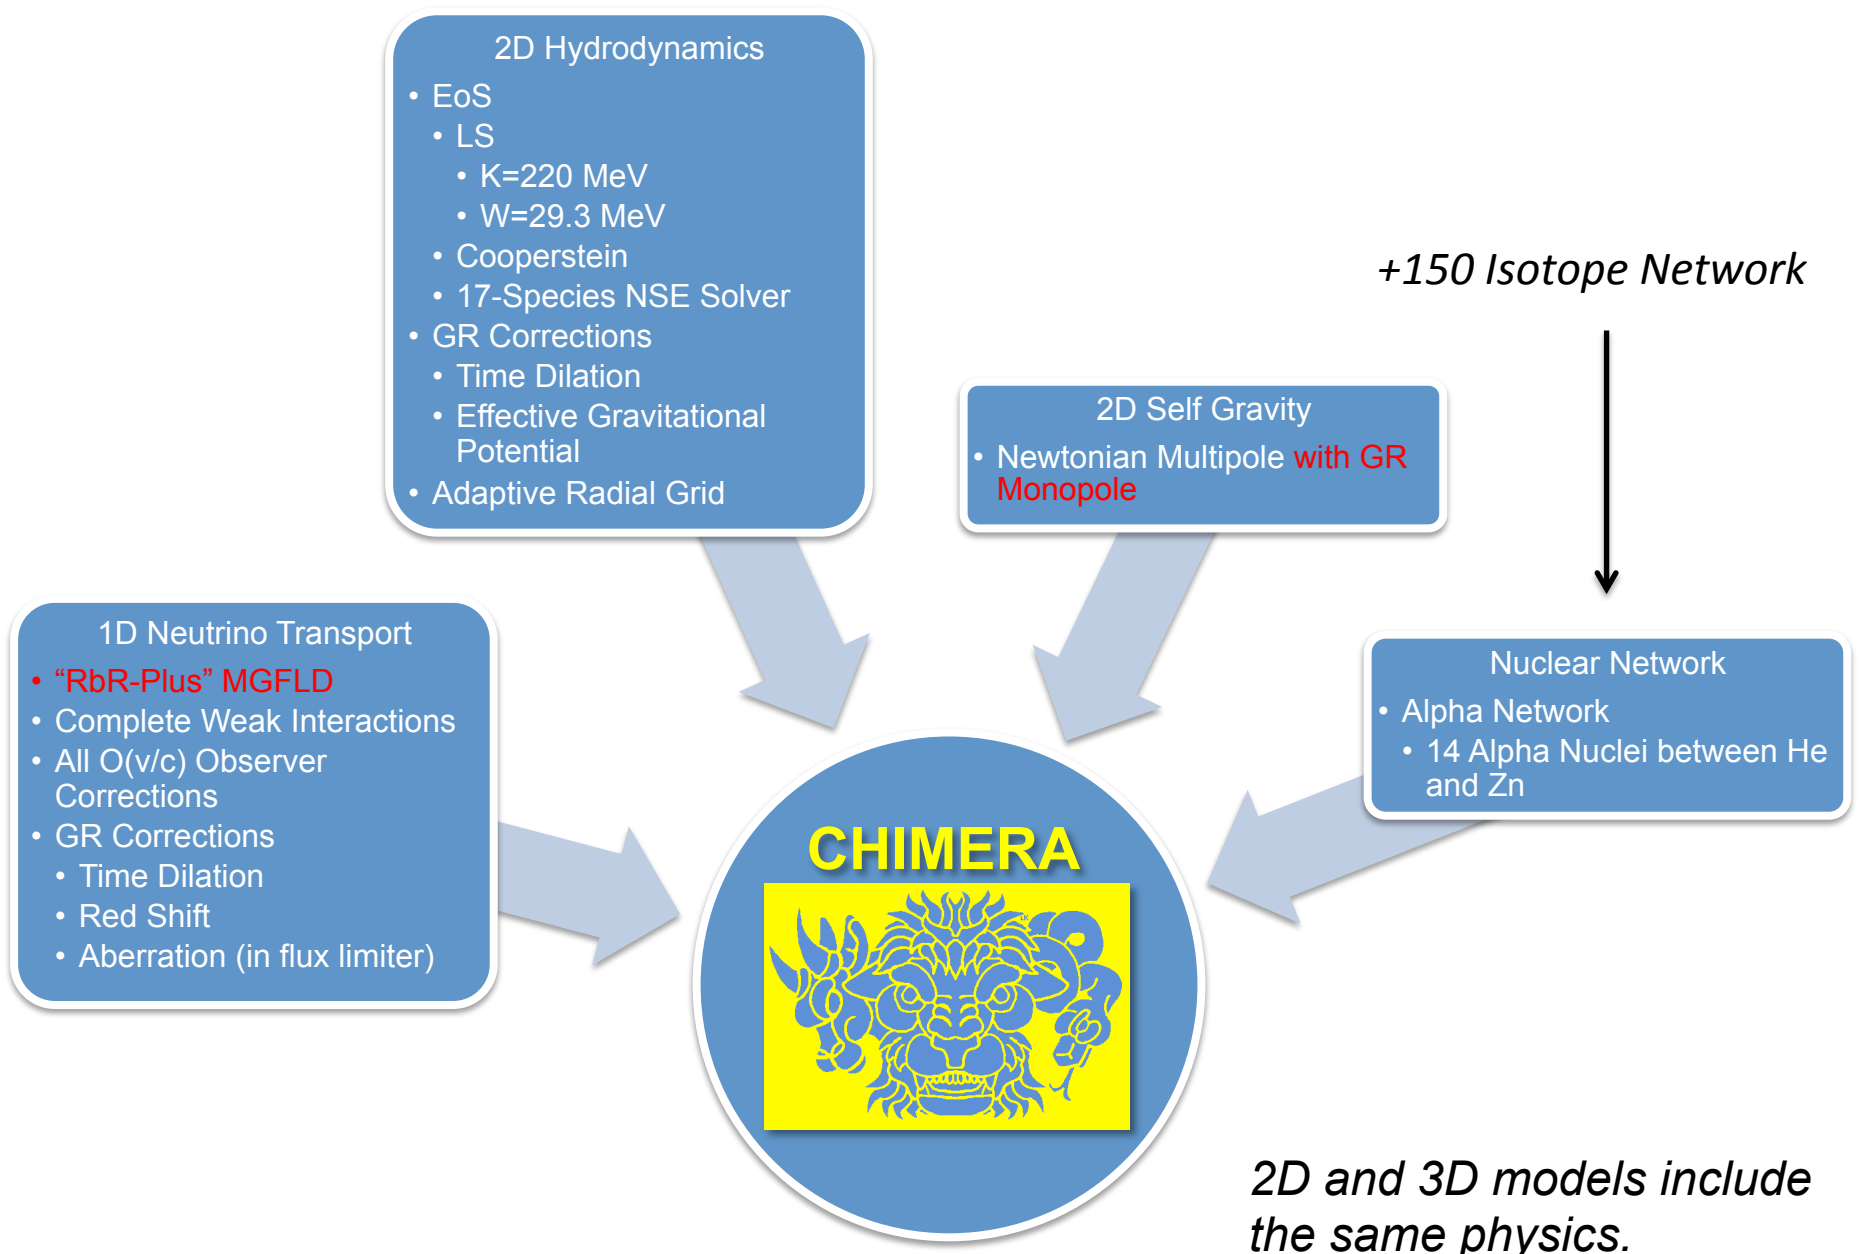 2D Hydrodynamics
• EoS
• LS
• K=220 MeV
• W=29.3 MeV
• Cooperstein
• 17-Species NSE Solver
• GR Corrections
• Time Dilation
• Effective Gravitational
Potential
• Adaptive Radial Grid
+150 Isotope Network
2D Self Gravity
• Newtonian Multipole with GR
Monopole
1D Neutrino Transport
• “RbR-Plus” MGFLD
• Complete Weak Interactions
• All O(v/c) Observer
Corrections
• GR Corrections
• Time Dilation
• Red Shift
• Aberration (in flux limiter)
Nuclear Network
• Alpha Network
• 14 Alpha Nuclei between He
and Zn
CHIMERA
2D and 3D models include
the same physics.